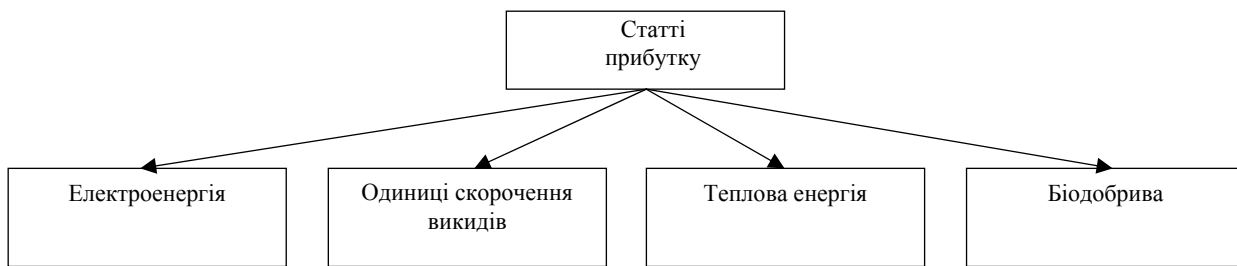 Статті
прибутку
Електроенергія
Одиниці скорочення
викидів
Теплова енергія
Біодобрива